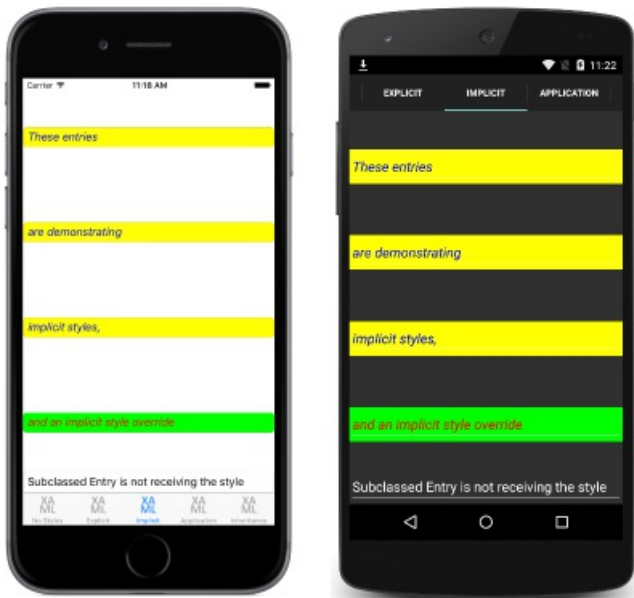 Carrier 11:18 AM
These entries
are demonstrating
implicit styles,
and an implicit style override
Subclassed Entry is not receiving the style
XA ML XA ML XA ML XA ML XA ML
No Styles Explicit Implicit Application Inheritance
11:22
EXPLICIT IMPLICIT APPLICATION
These entries
are demonstrating
implicit styles,
and an implicit style override
Subclassed Entry is not receiving the style